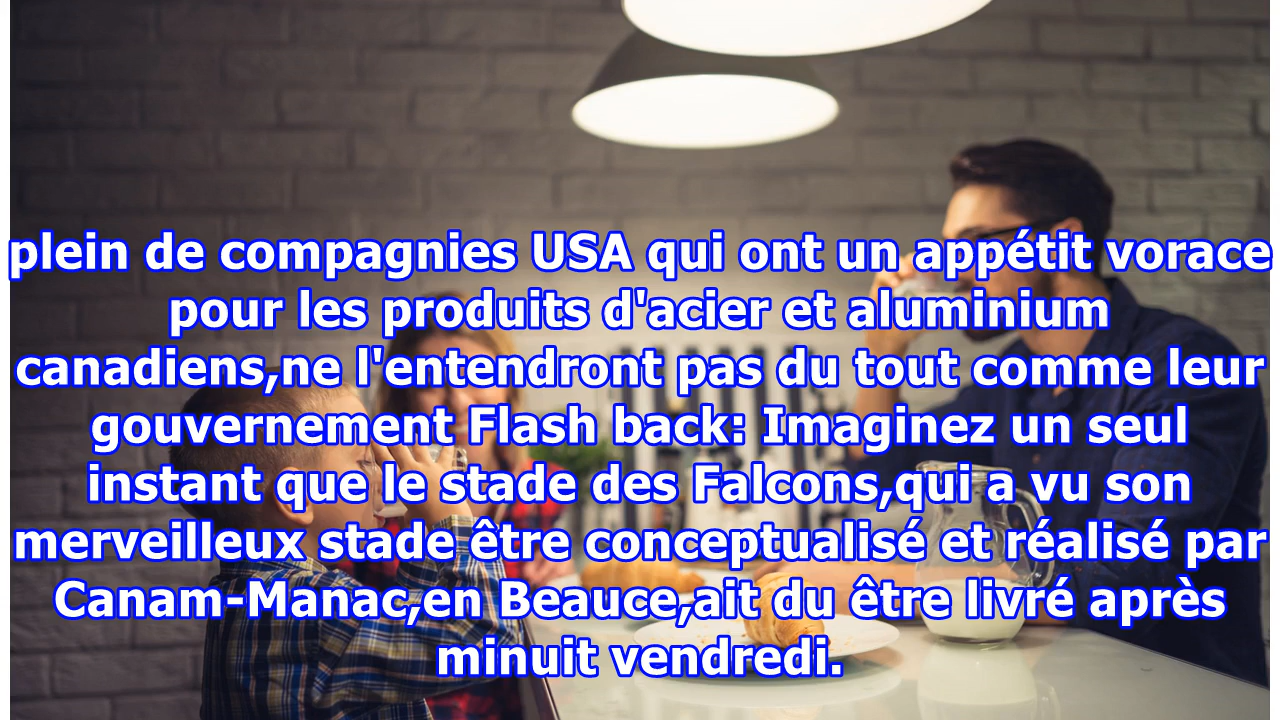 plein de compagnies USA qui ont un appétit vorace
pour les produits d'acier et aluminium
canadiens,ne l'entendront pas du tout comme leur
gouvernement Flash back: Imaginez un seul
instant que le stade des Falcons,qui a vu son
merveilleux stade être conceptualisé et réalisé par
Canam-Manac,en Beauce,ait du être livré après
minuit vendredi.